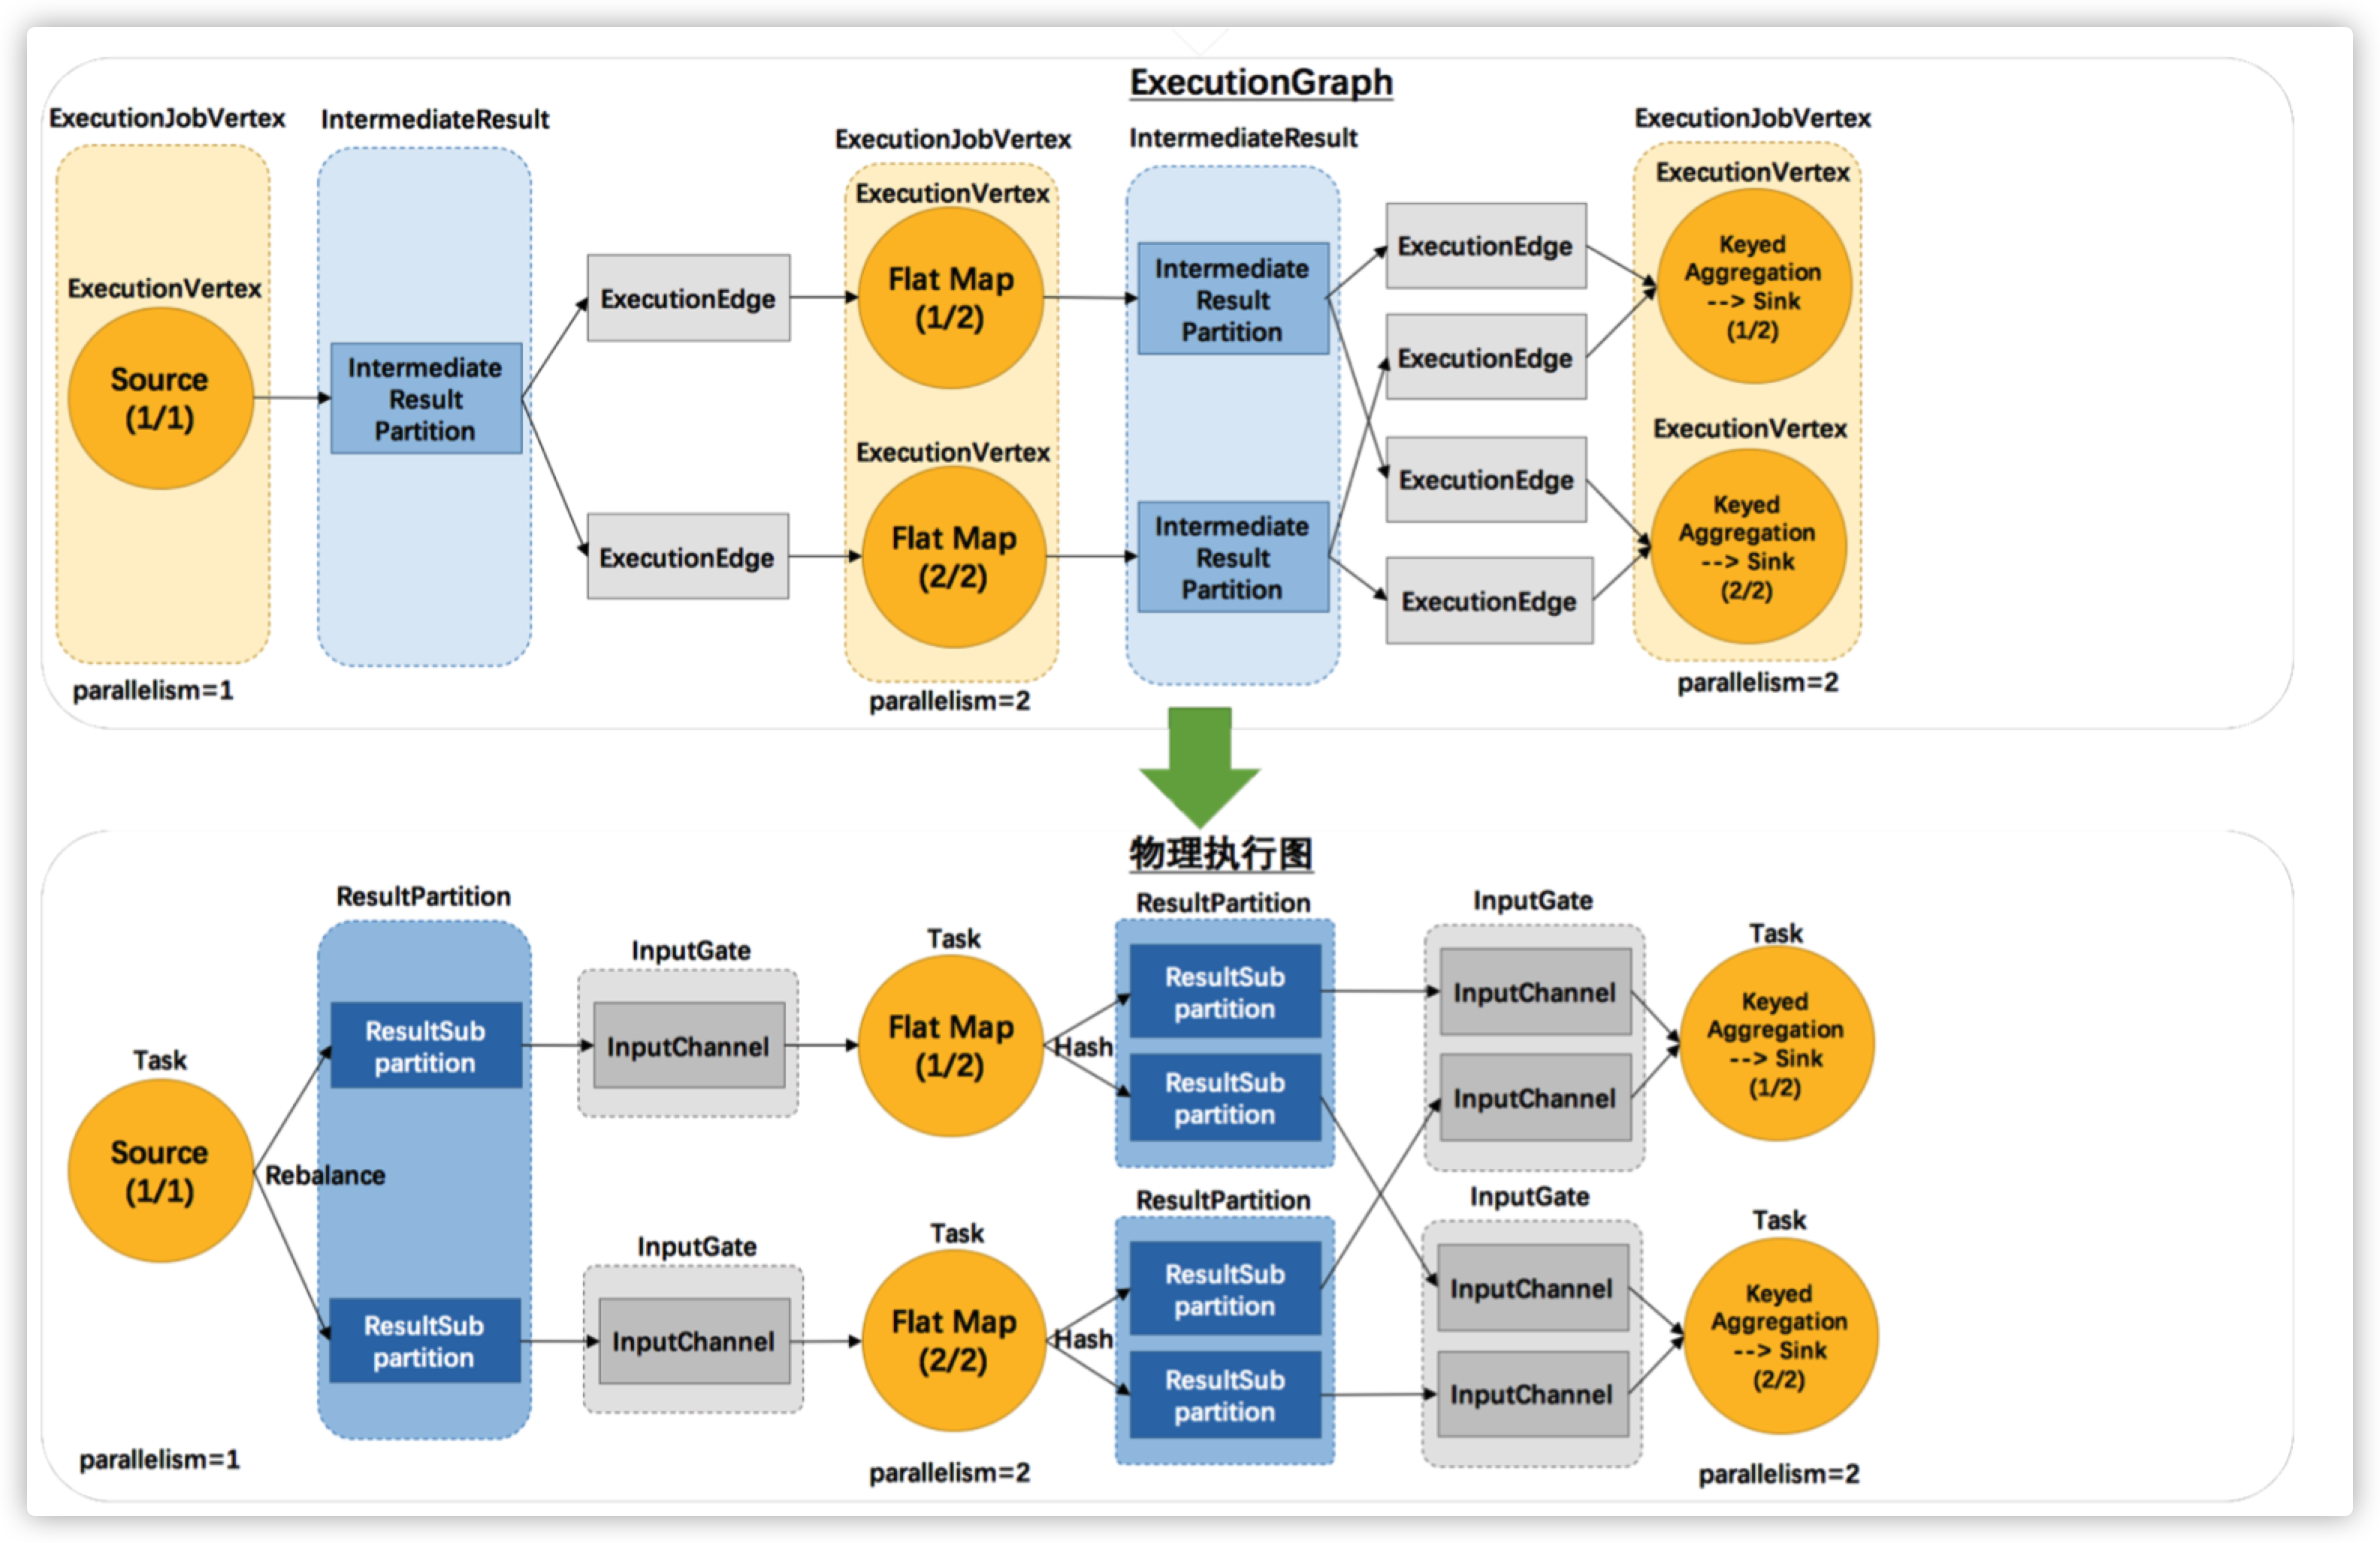 ExecutionGraph
ExecutionJobVertex
ExecutionVertex
Source
(1/1)
parallelism=1
IntermediateResult
Intermediate
Result
Partition
ExecutionEdge
ExecutionEdge
ExecutionJobVertex
ExecutionVertex
Flat Map
(1/2)
ExecutionVertex
Flat Map
(2/2)
parallelism=2
IntermediateResult
Intermediate
Result
Partition
Intermediate
Result
Partition
ExecutionEdge
ExecutionEdge
ExecutionEdge
ExecutionEdge
ExecutionJobVertex
ExecutionVertex
Keyed
Aggregation
--> Sink
(1/2)
ExecutionVertex
Keyed
Aggregation
--> Sink
(2/2)
parallelism=2
物理执行图
Task
Source
(1/1)
parallelism=1
Rebalance
ResultPartition
ResultSub
partition
ResultSub
partition
InputGate
InputChannel
InputGate
InputChannel
Task
Flat Map
(1/2)
Hash
Task
Flat Map
(2/2)
Hash
parallelism=2
ResultPartition
ResultSub
partition
ResultSub
partition
ResultPartition
ResultSub
partition
ResultSub
partition
InputGate
InputChannel
InputChannel
InputGate
InputChannel
InputChannel
Task
Keyed
Aggregation
--> Sink
(1/2)
Task
Keyed
Aggregation
--> Sink
(2/2)
parallelism=2